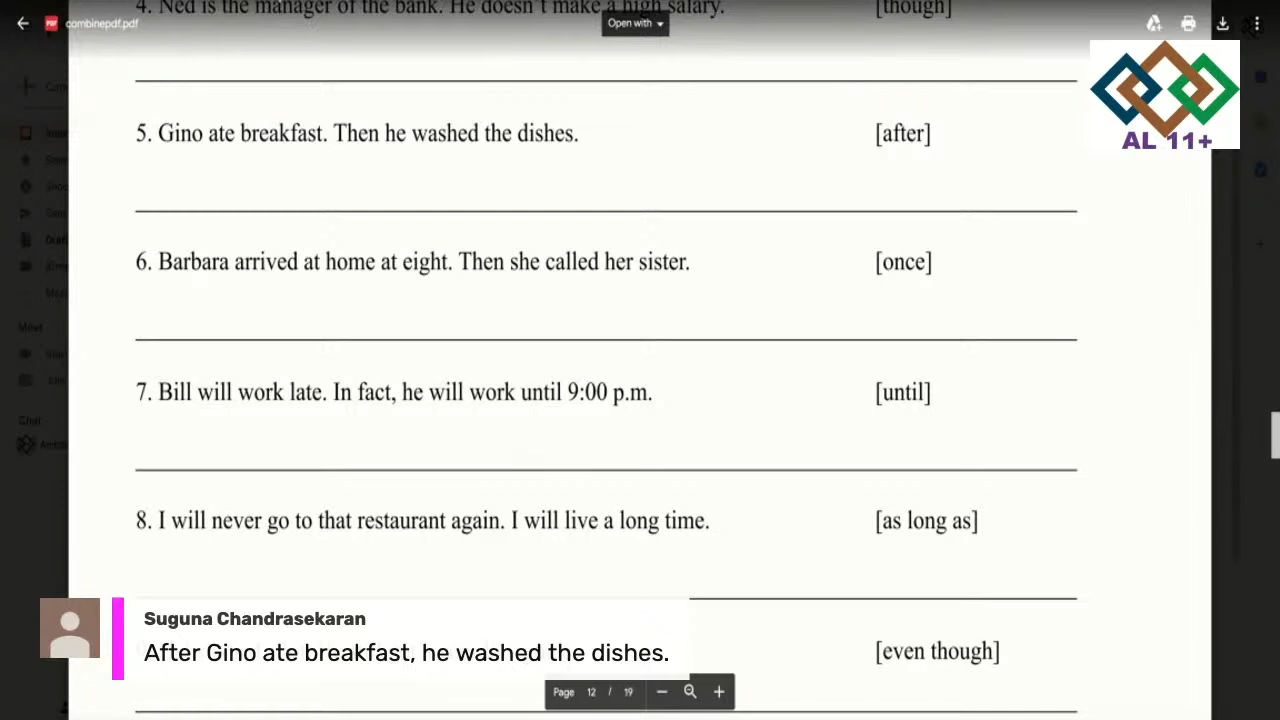 combinepdf.pdf
Open with
4. Ned is the manager of the bank. He doesn't make a high salary. [though]
AL 11+
5. Gino ate breakfast. Then he washed the dishes. [after]
6. Barbara arrived at home at eight. Then she called her sister. [once]
7. Bill will work late. In fact, he will work until 9:00 p.m. [until]
8. I will never go to that restaurant again. I will live a long time. [as long as]
Suguna Chandrasekaran
After Gino ate breakfast, he washed the dishes.
[even though]
Page 12 / 19